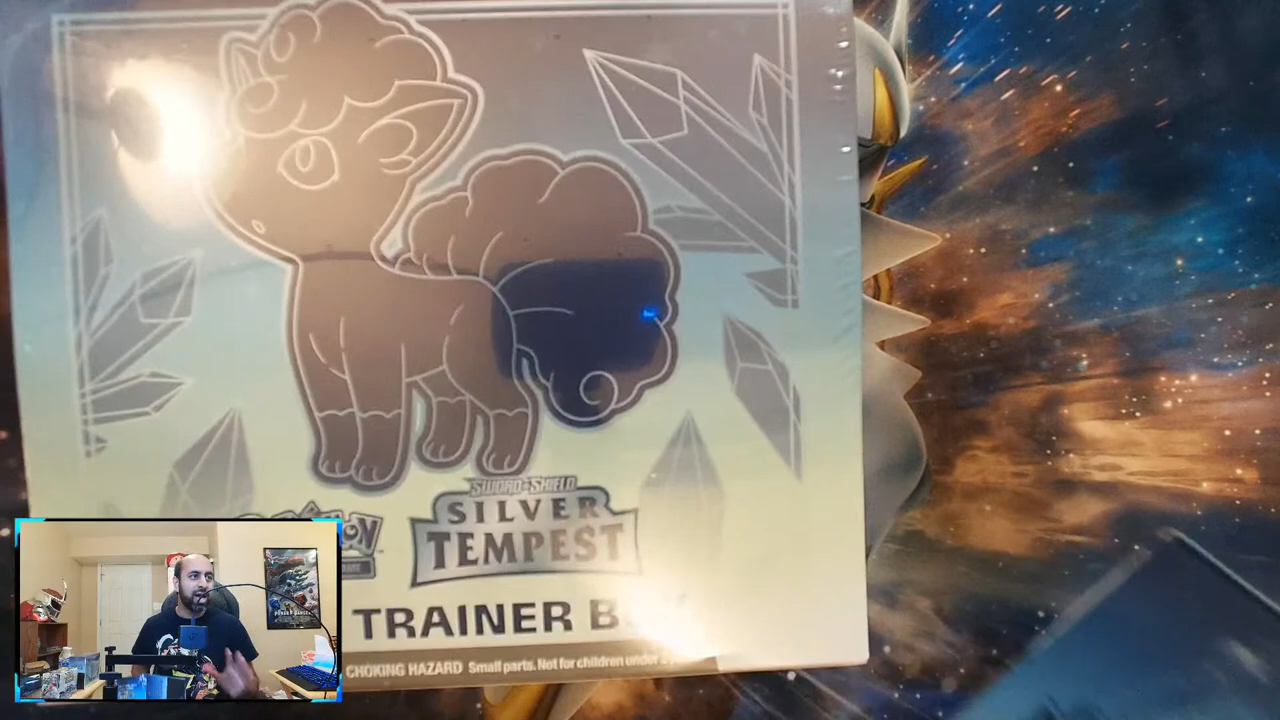 SWORD & SHIELD
SILVER
TEMPEST
TRAINER B
CHOKING HAZARD Small parts. Not for children under